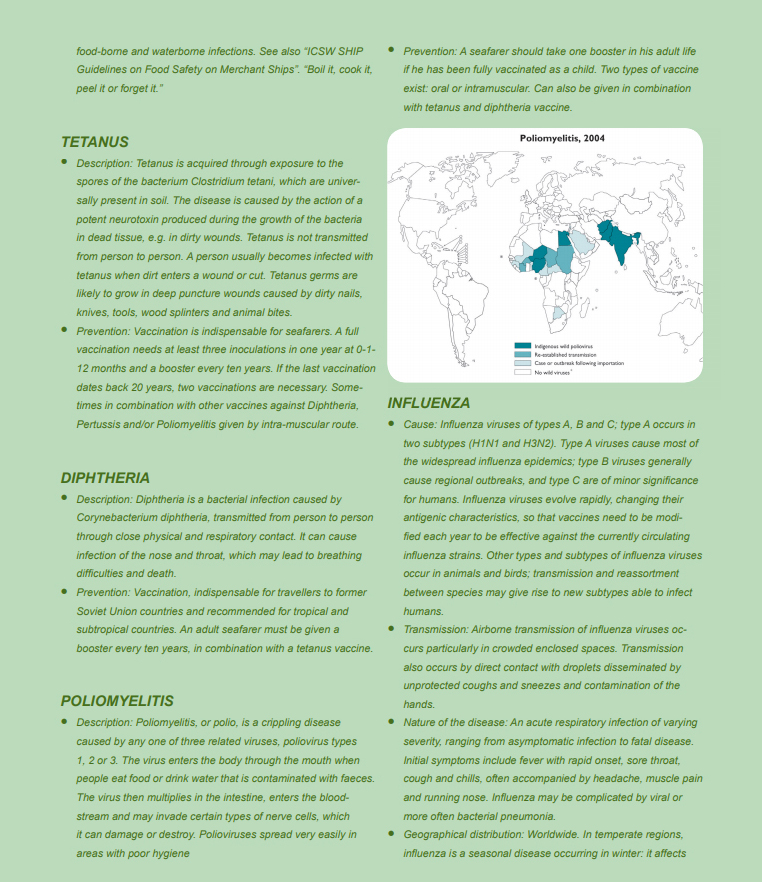 food-borne and waterborne infections. See also “ICSW SHIP
Guidelines on Food Safety on Merchant Ships”. “Boil it, cook it,
peel it or forget it.”
TETANUS
• Description: Tetanus is acquired through exposure to the
spores of the bacterium Clostridium tetani, which are univer-
sally present in soil. The disease is caused by the action of a
potent neurotoxin produced during the growth of the bacteria
in dead tissue, e.g. in dirty wounds. Tetanus is not transmitted
from person to person. A person usually becomes infected with
tetanus when dirt enters a wound or cut. Tetanus germs are
likely to grow in deep puncture wounds caused by dirty nails,
knives, tools, wood splinters and animal bites.
• Prevention: Vaccination is indispensable for seafarers. A full
vaccination needs at least three inoculations in one year at 0-1-
12 months and a booster every ten years. If the last vaccination
dates back 20 years, two vaccinations are necessary. Some-
times in combination with other vaccines against Diphtheria,
Pertussis and/or Poliomyelitis given by intra-muscular route.
DIPHTHERIA
• Description: Diphtheria is a bacterial infection caused by
Corynebacterium diphtheria, transmitted from person to person
through close physical and respiratory contact. It can cause
infection of the nose and throat, which may lead to breathing
difficulties and death.
• Prevention: Vaccination, indispensable for travellers to former
Soviet Union countries and recommended for tropical and
subtropical countries. An adult seafarer must be given a
booster every ten years, in combination with a tetanus vaccine.
POLIOMYELITIS
• Description: Poliomyelitis, or polio, is a crippling disease
caused by any one of three related viruses, poliovirus types
1, 2 or 3. The virus enters the body through the mouth when
people eat food or drink water that is contaminated with faeces.
The virus then multiplies in the intestine, enters the blood-
stream and may invade certain types of nerve cells, which
it can damage or destroy. Polioviruses spread very easily in
areas with poor hygiene
• Prevention: A seafarer should take one booster in his adult life
if he has been fully vaccinated as a child. Two types of vaccine
exist: oral or intramuscular. Can also be given in combination
with tetanus and diphtheria vaccine.
Poliomyelitis, 2004
Indigenous wild poliovirus
Re-established transmission
Case or outbreak following importation
No wild viruses
INFLUENZA
• Cause: Influenza viruses of types A, B and C; type A occurs in
two subtypes (H1N1 and H3N2). Type A viruses cause most of
the widespread influenza epidemics; type B viruses generally
cause regional outbreaks, and type C are of minor significance
for humans. Influenza viruses evolve rapidly, changing their
antigenic characteristics, so that vaccines need to be modi-
fied each year to be effective against the currently circulating
influenza strains. Other types and subtypes of influenza viruses
occur in animals and birds; transmission and reassortment
between species may give rise to new subtypes able to infect
humans.
• Transmission: Airborne transmission of influenza viruses oc-
curs particularly in crowded enclosed spaces. Transmission
also occurs by direct contact with droplets disseminated by
unprotected coughs and sneezes and contamination of the
hands.
• Nature of the disease: An acute respiratory infection of varying
severity, ranging from asymptomatic infection to fatal disease.
Initial symptoms include fever with rapid onset, sore throat,
cough and chills, often accompanied by headache, muscle pain
and running nose. Influenza may be complicated by viral or
more often bacterial pneumonia.
• Geographical distribution: Worldwide. In temperate regions,
influenza is a seasonal disease occurring in winter: it affects